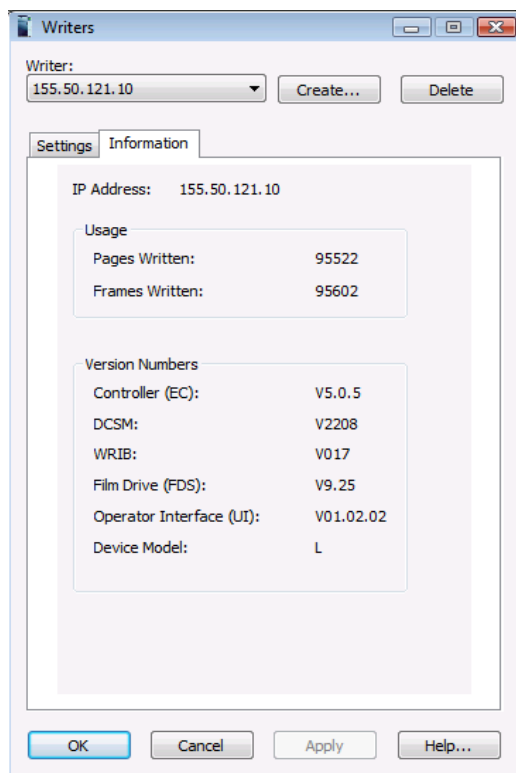 Writers
Writer:
155.50.121.10 Create... Delete
Settings Information
IP Address: 155.50.121.10
Usage
Pages Written: 95522
Frames Written: 95602
Version Numbers
Controller (EC): V5.0.5
DCSM: V2208
WRIB: V017
Film Drive (FDS): V9.25
Operator Interface (UI): V01.02.02
Device Model: L
OK Cancel Apply Help...